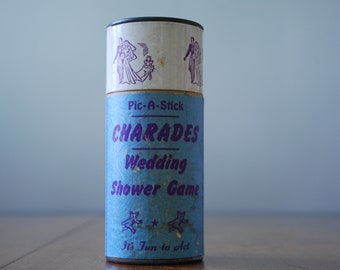 Pic-A-Stick
CHARADES
Wedding
Shower Game
It's Fun to Act